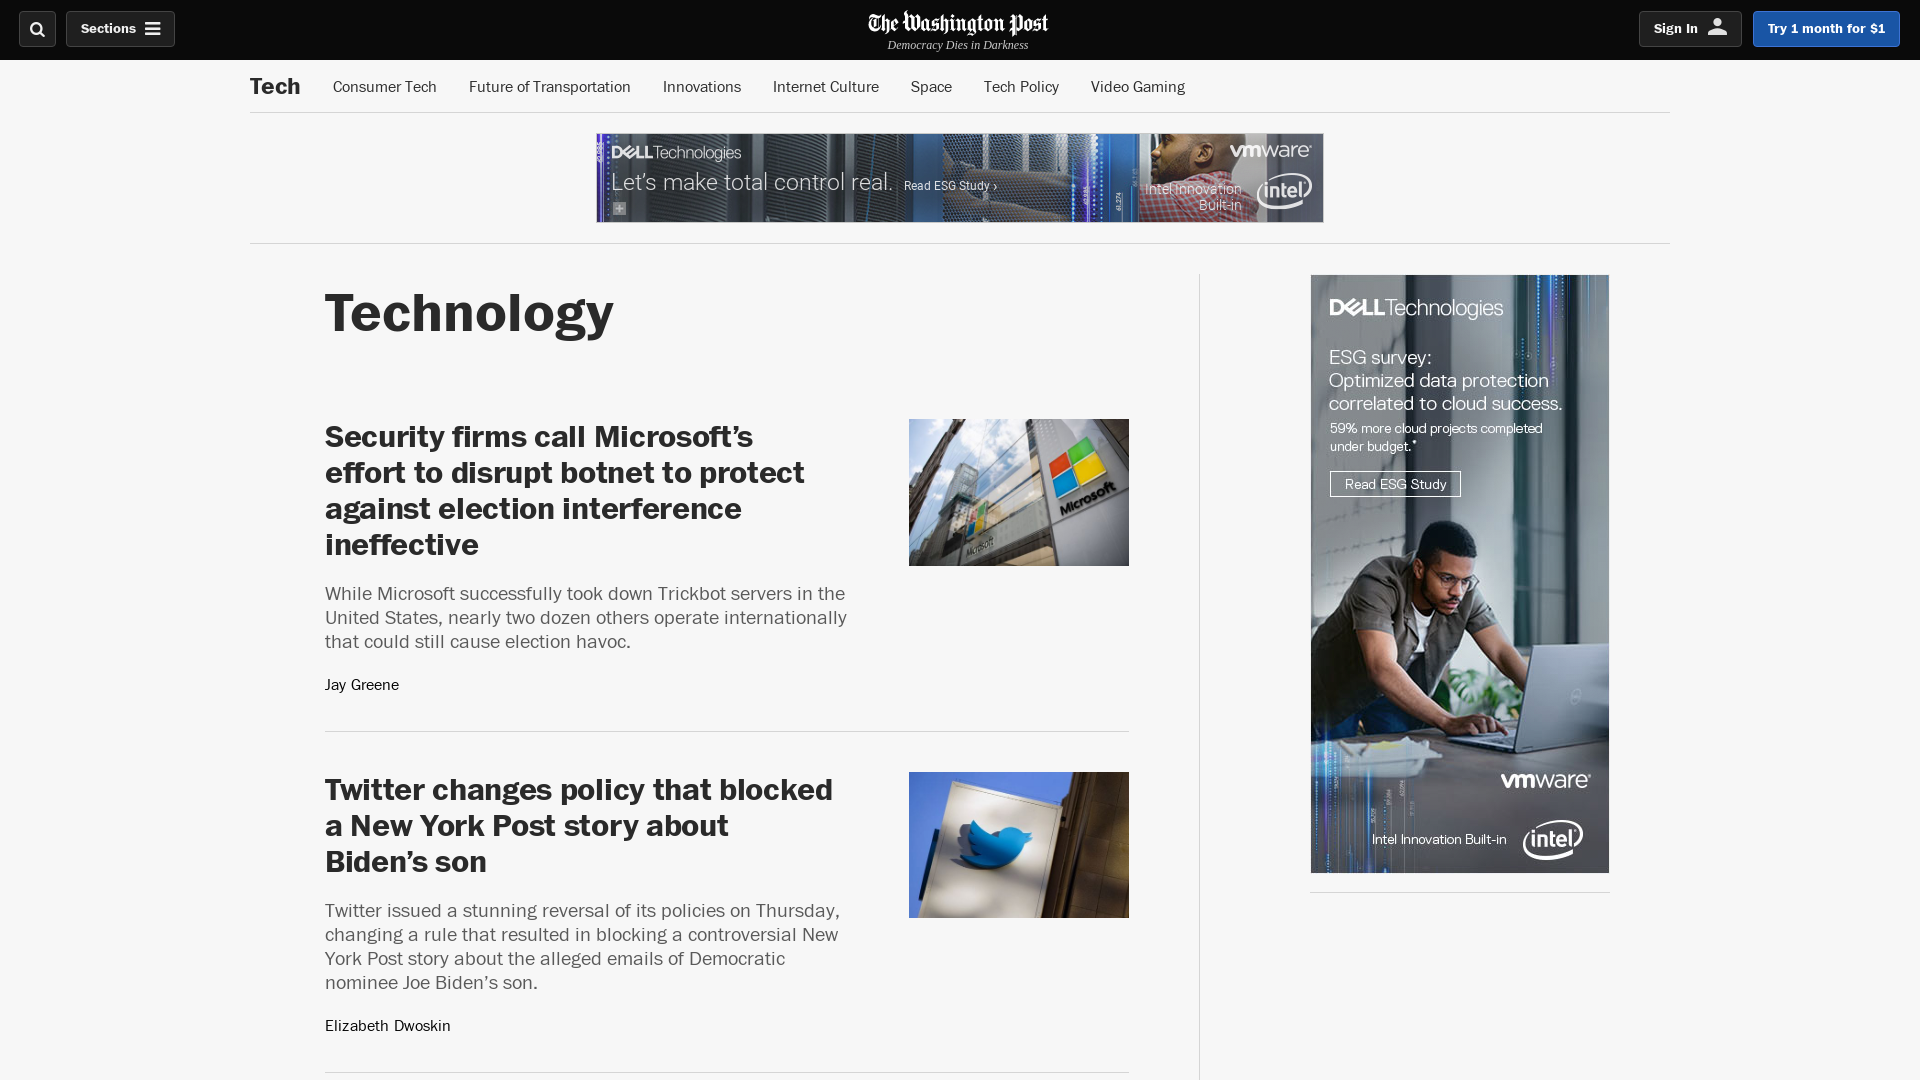 Sections
The Washington Post
Democracy Dies in Darkness
Sign In
Try 1 month for $1
Tech
Consumer Tech
Future of Transportation
Innovations
Internet Culture
Space
Tech Policy
Video Gaming
DELLTechnologies
Let's make total control real.
Read ESG Study ›
vmware
Intel Innovation
Built-in
intel
Technology
Security firms call Microsoft’s
effort to disrupt botnet to protect
against election interference
ineffective
While Microsoft successfully took down Trickbot servers in the
United States, nearly two dozen others operate internationally
that could still cause election havoc.
Jay Greene
Microsoft
Microsoft
Twitter changes policy that blocked
a New York Post story about
Biden’s son
Twitter issued a stunning reversal of its policies on Thursday,
changing a rule that resulted in blocking a controversial New
York Post story about the alleged emails of Democratic
nominee Joe Biden’s son.
Elizabeth Dwoskin
DELLTechnologies
ESG survey:
Optimized data protection
correlated to cloud success.
59% more cloud projects completed
under budget.*
Read ESG Study
vmware
Intel Innovation Built-in
intel